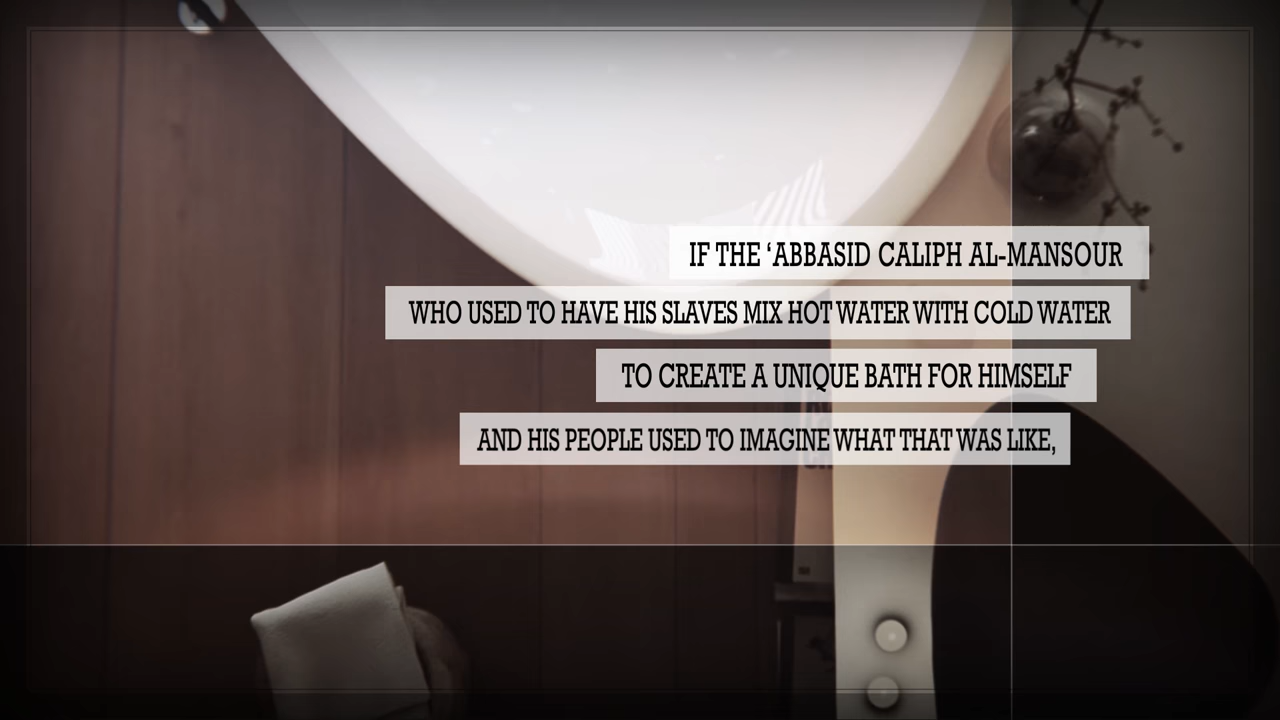 IF THE ‘ABBASID CALIPH AL-MANSOUR
WHO USED TO HAVE HIS SLAVES MIX HOT WATER WITH COLD WATER
TO CREATE A UNIQUE BATH FOR HIMSELF
AND HIS PEOPLE USED TO IMAGINE WHAT THAT WAS LIKE,